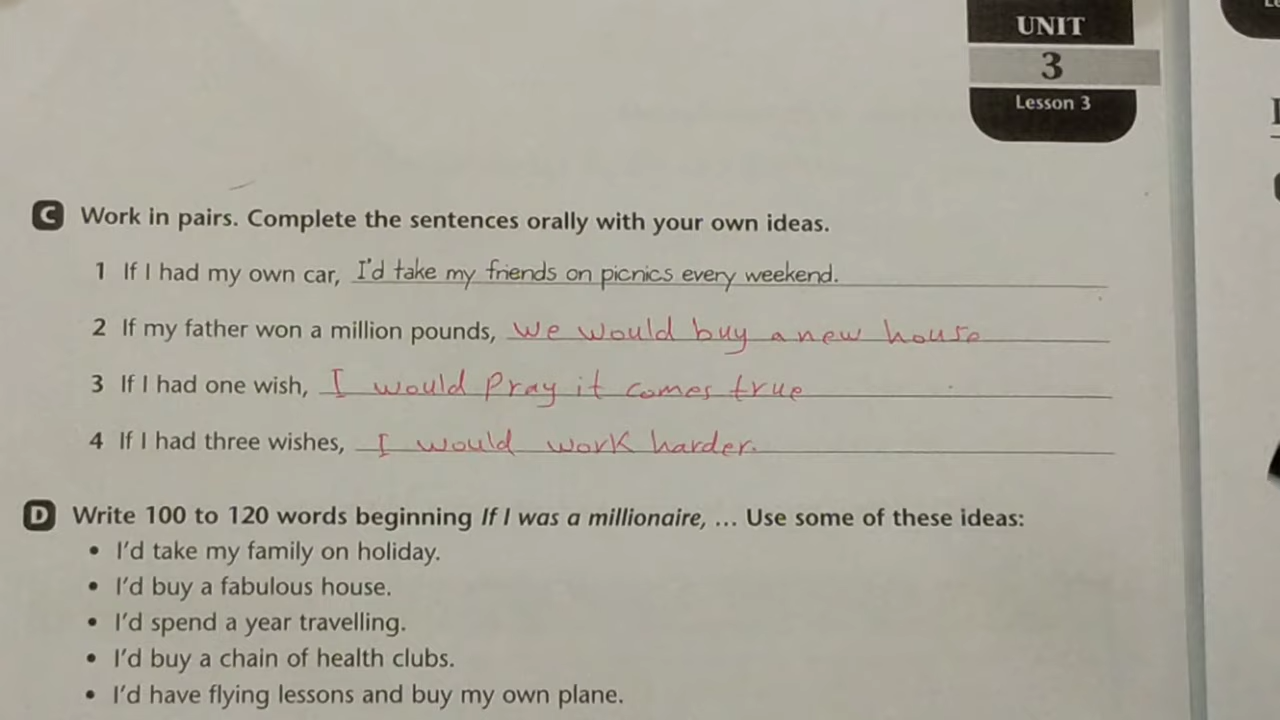 UNIT
3
Lesson 3
C Work in pairs. Complete the sentences orally with your own ideas.
1 If I had my own car, I'd take my friends on picnics every weekend.
2 If my father won a million pounds, we would buy a new house
3 If I had one wish, I would Pray it comes true
4 If I had three wishes, I would work harder.
D Write 100 to 120 words beginning If I was a millionaire, ... Use some of these ideas:
• I'd take my family on holiday.
• I'd buy a fabulous house.
• I'd spend a year travelling.
• I'd buy a chain of health clubs.
• I'd have flying lessons and buy my own plane.